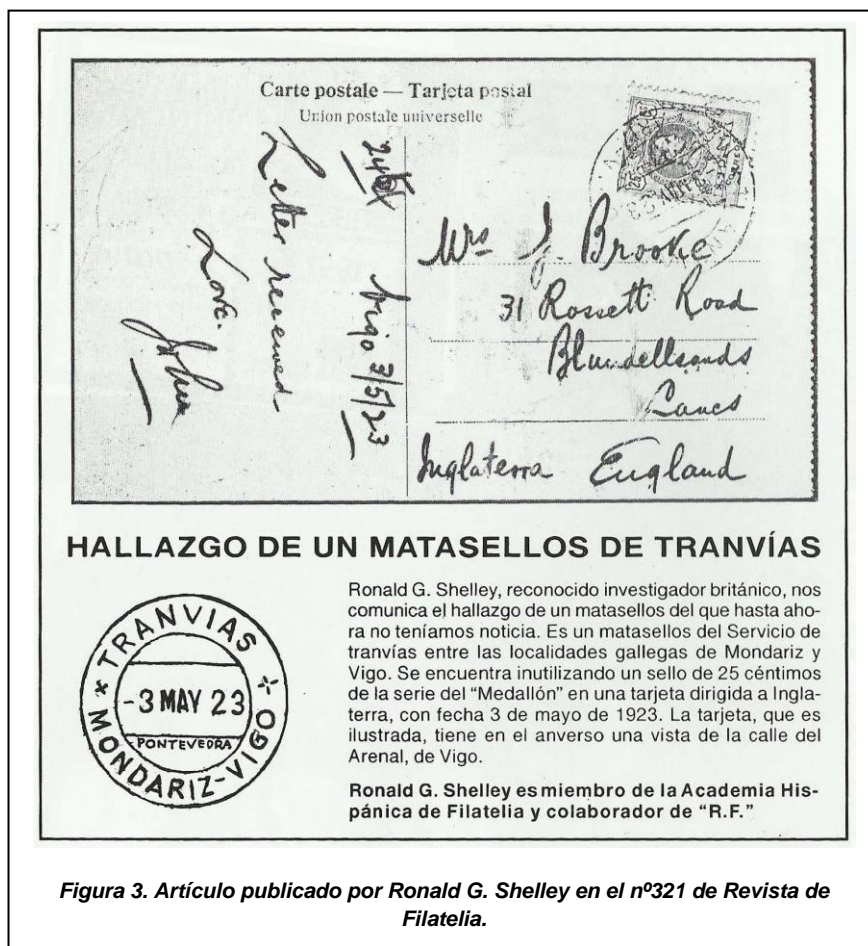 Carte postale — Tarjeta postal
Union postale universelle
Vigo 3/5/23
Letter received
Love.
John
Mrs J. Brooke
31 Rossett Road
Blundellsands
Lancs
Inglaterra England
HALLAZGO DE UN MATASELLOS DE TRANVÍAS
* TRANVIAS *
-3 MAY 23
PONTEVEDRA
MONDARIZ-VIGO
Ronald G. Shelley, reconocido investigador británico, nos
comunica el hallazgo de un matasellos del que hasta aho-
ra no teníamos noticia. Es un matasellos del Servicio de
tranvías entre las localidades gallegas de Mondariz y
Vigo. Se encuentra inutilizando un sello de 25 céntimos
de la serie del “Medallón” en una tarjeta dirigida a Ingla-
terra, con fecha 3 de mayo de 1923. La tarjeta, que es
ilustrada, tiene en el anverso una vista de la calle del
Arenal, de Vigo.
Ronald G. Shelley es miembro de la Academia His-
pánica de Filatelia y colaborador de “R.F.”
Figura 3. Artículo publicado por Ronald G. Shelley en el nº321 de Revista de
Filatelia.